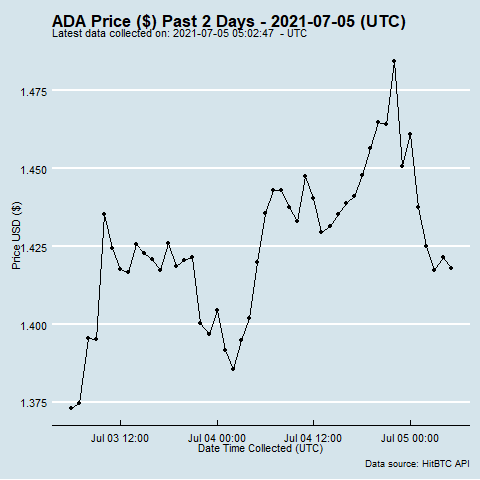 ADA Price ($) Past 2 Days - 2021-07-05 (UTC)
Latest data collected on: 2021-07-05 05:02:47 - UTC
1.475
1.450
1.425
1.400
1.375
Price USD ($)
Jul 03 12:00 Jul 04 00:00 Jul 04 12:00 Jul 05 00:00
Date Time Collected (UTC)
Data source: HitBTC API